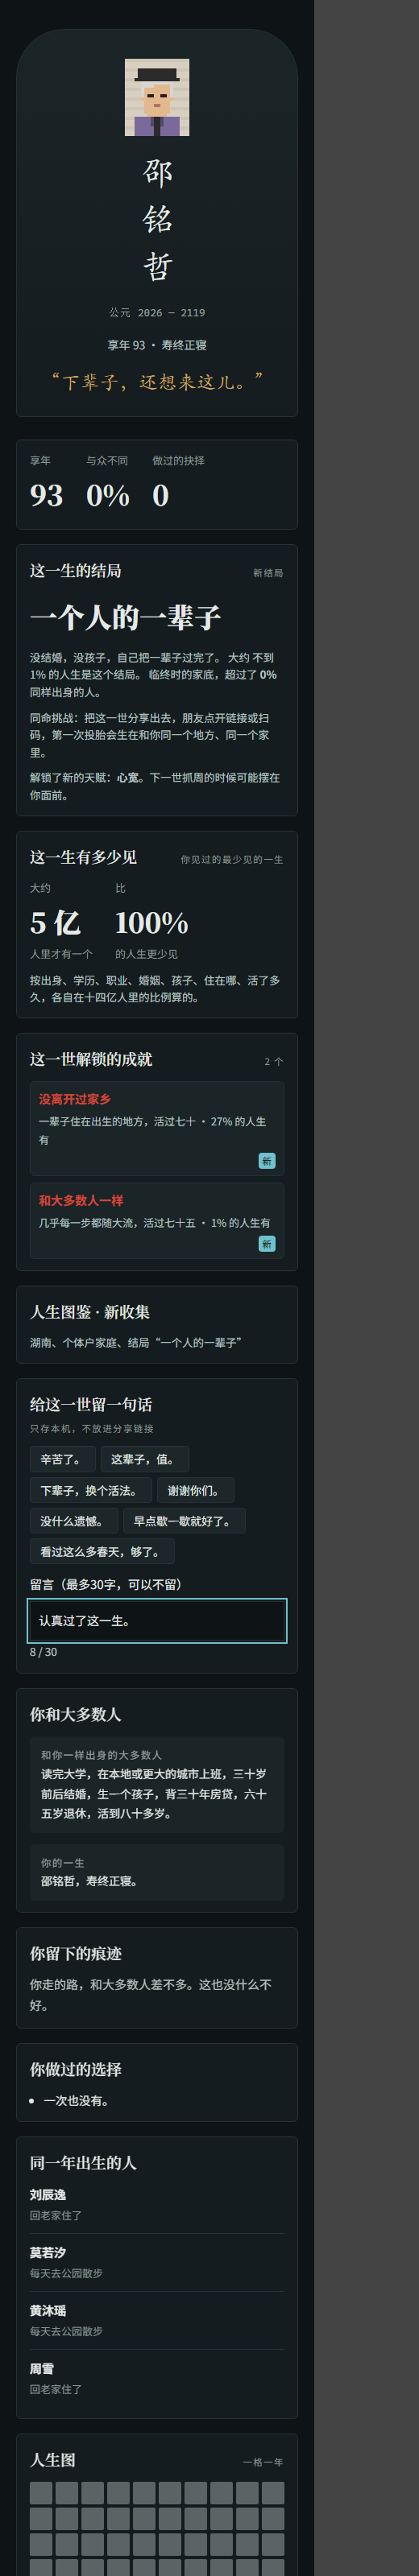 邵
铭
哲
公元 2026 — 2119
享年 93 · 寿终正寝
“下辈子，还想来这儿。”
享年
与众不同
做过的抉择
93
0%
0
这一生的结局
新结局
一个人的一辈子
没结婚，没孩子，自己把一辈子过完了。 大约 不到
1% 的人生是这个结局。 临终时的家底，超过了 0%
同样出身的人。
同命挑战：把这一世分享出去，朋友点开链接或扫
码，第一次投胎会生在和你同一个地方、同一个家
里。
解锁了新的天赋：心宽。下一世抓周的时候可能摆在
你面前。
这一生有多少见
你见过的最少见的一生
大约
比
5 亿
100%
人里才有一个
的人生更少见
按出身、学历、职业、婚姻、孩子、住在哪、活了多
久，各自在十四亿人里的比例算的。
这一世解锁的成就
2 个
没离开过家乡
一辈子住在出生的地方，活过七十 · 27% 的人生
有
新
和大多数人一样
几乎每一步都随大流，活过七十五 · 1% 的人生有
新
人生图鉴 · 新收集
湖南、个体户家庭、结局“一个人的一辈子”
给这一世留一句话
只存本机，不放进分享链接
辛苦了。
这辈子，值。
下辈子，换个活法。
谢谢你们。
没什么遗憾。
早点歇一歇就好了。
看过这么多春天，够了。
留言（最多30字，可以不留）
认真过了这一生。
8 / 30
你和大多数人
和你一样出身的大多数人
读完大学，在本地或更大的城市上班，三十岁
前后结婚，生一个孩子，背三十年房贷，六十
五岁退休，活到八十多岁。
你的一生
邵铭哲，寿终正寝。
你留下的痕迹
你走的路，和大多数人差不多。这也没什么不
好。
你做过的选择
一次也没有。
同一年出生的人
刘辰逸
回老家住了
莫若汐
每天去公园散步
黄沐瑶
每天去公园散步
周雪
回老家住了
人生图
一格一年